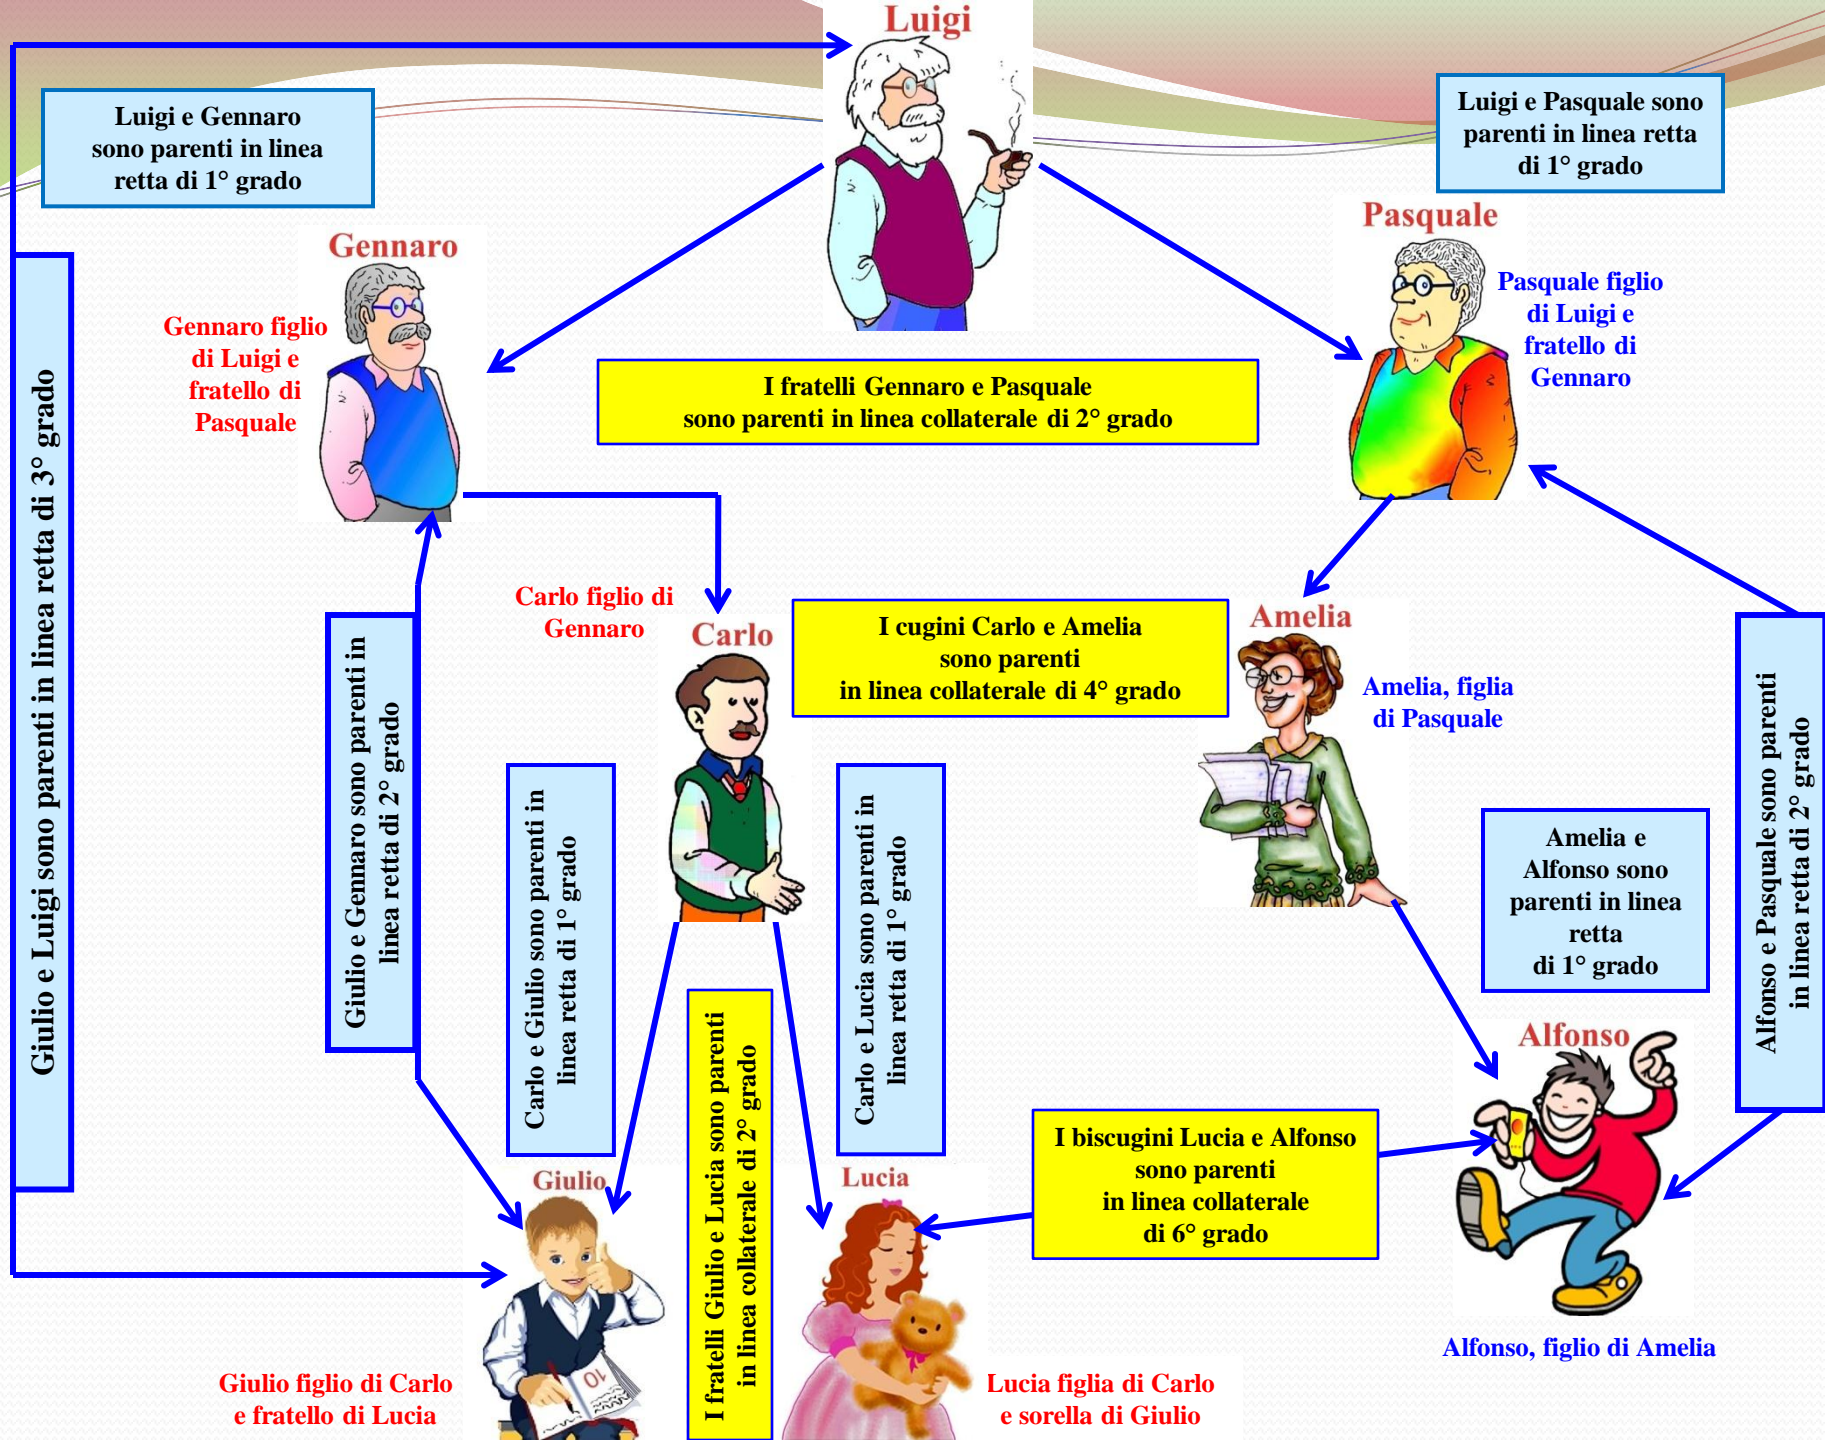 Luigi
Luigi e Gennaro
sono parenti in linea
retta di 1° grado
Luigi e Pasquale sono
parenti in linea retta
di 1° grado
Gennaro
Pasquale
Gennaro figlio
di Luigi e
fratello di
Pasquale
Pasquale figlio
di Luigi e
fratello di
Gennaro
I fratelli Gennaro e Pasquale
sono parenti in linea collaterale di 2° grado
Giulio e Luigi sono parenti in linea retta di 3° grado
Giulio e Gennaro sono parenti in
linea retta di 2° grado
Carlo figlio di
Gennaro
Carlo
I cugini Carlo e Amelia
sono parenti
in linea collaterale di 4° grado
Amelia
Amelia, figlia
di Pasquale
Carlo e Giulio sono parenti in
linea retta di 1° grado
Carlo e Lucia sono parenti in
linea retta di 1° grado
Amelia e
Alfonso sono
parenti in linea
retta
di 1° grado
Alfonso e Pasquale sono parenti
in linea retta di 2° grado
I fratelli Giulio e Lucia sono parenti
in linea collaterale di 2° grado
Alfonso
I biscugini Lucia e Alfonso
sono parenti
in linea collaterale
di 6° grado
Giulio
Lucia
10
Alfonso, figlio di Amelia
Giulio figlio di Carlo
e fratello di Lucia
Lucia figlia di Carlo
e sorella di Giulio